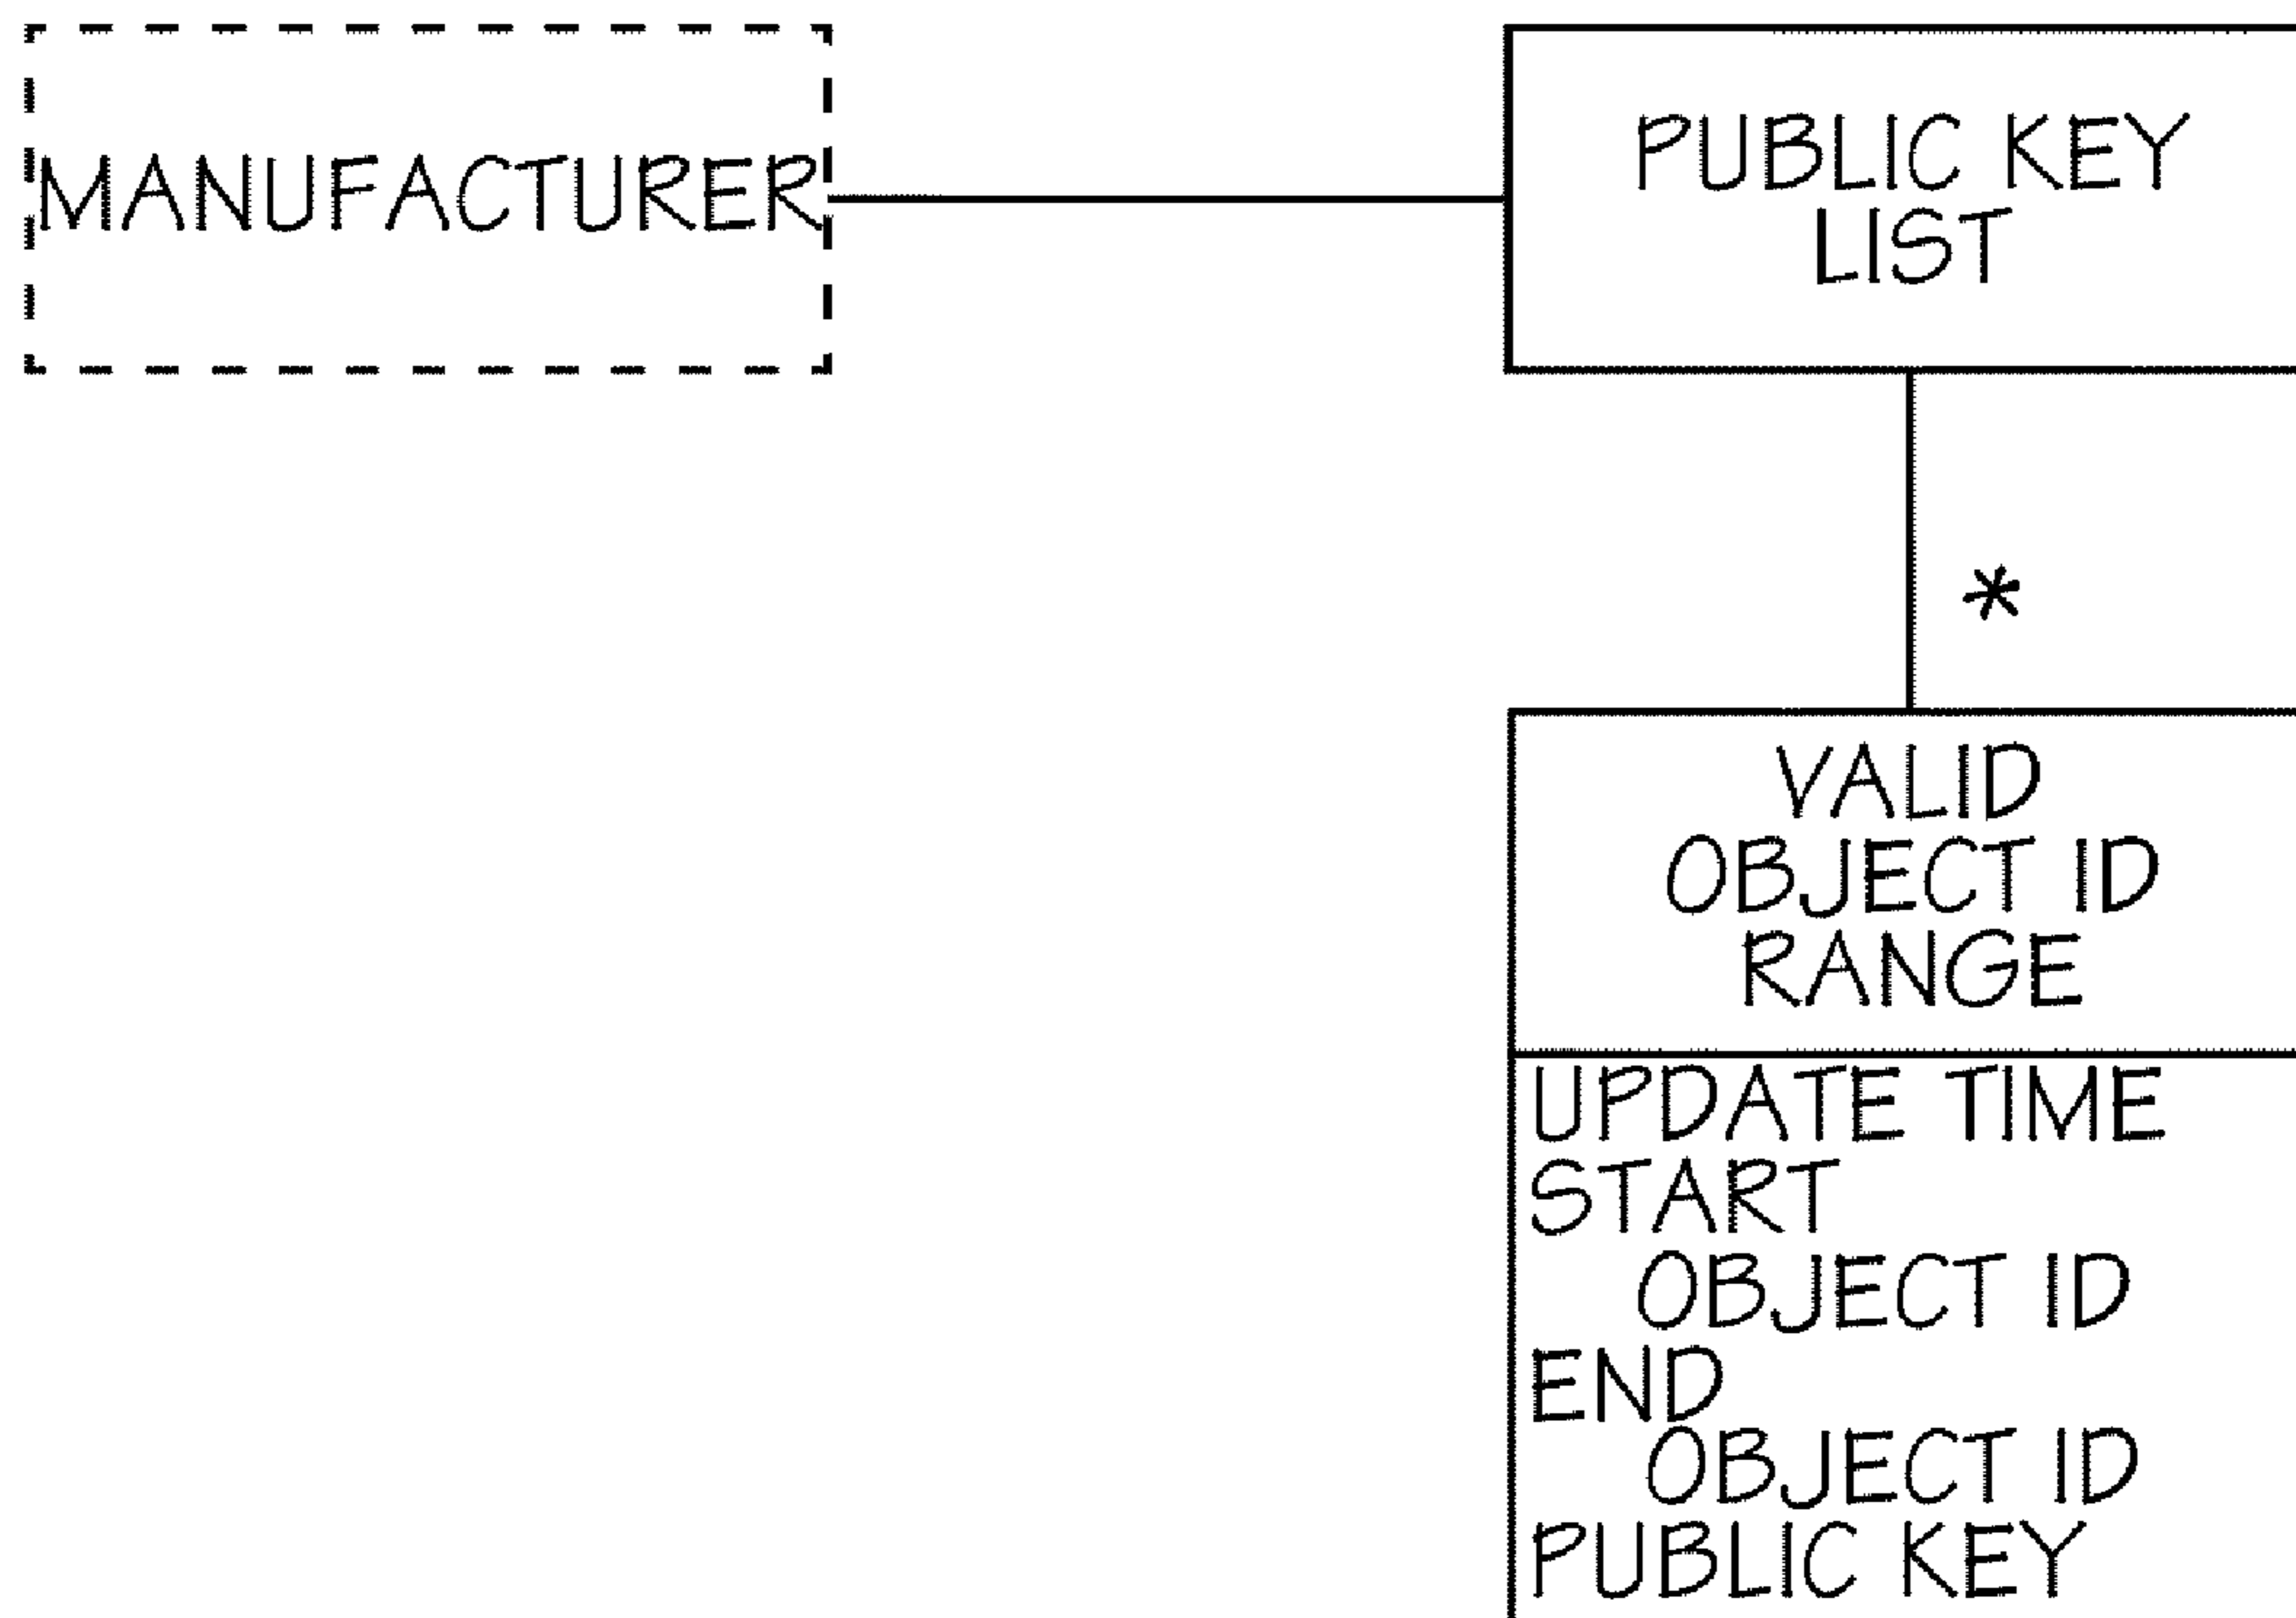 MANUFACTURER
PUBLIC KEY
LIST
*
VALID
OBJECT ID
RANGE
UPDATE TIME
START
OBJECT ID
END
OBJECT ID
PUBLIC KEY